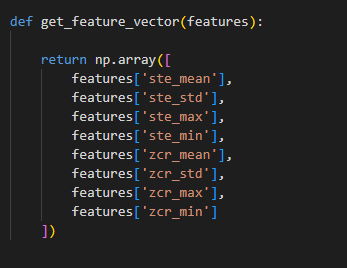 def get_feature_vector(features):
    return np.array([
        features['ste_mean'],
        features['ste_std'],
        features['ste_max'],
        features['ste_min'],
        features['zcr_mean'],
        features['zcr_std'],
        features['zcr_max'],
        features['zcr_min']
    ])